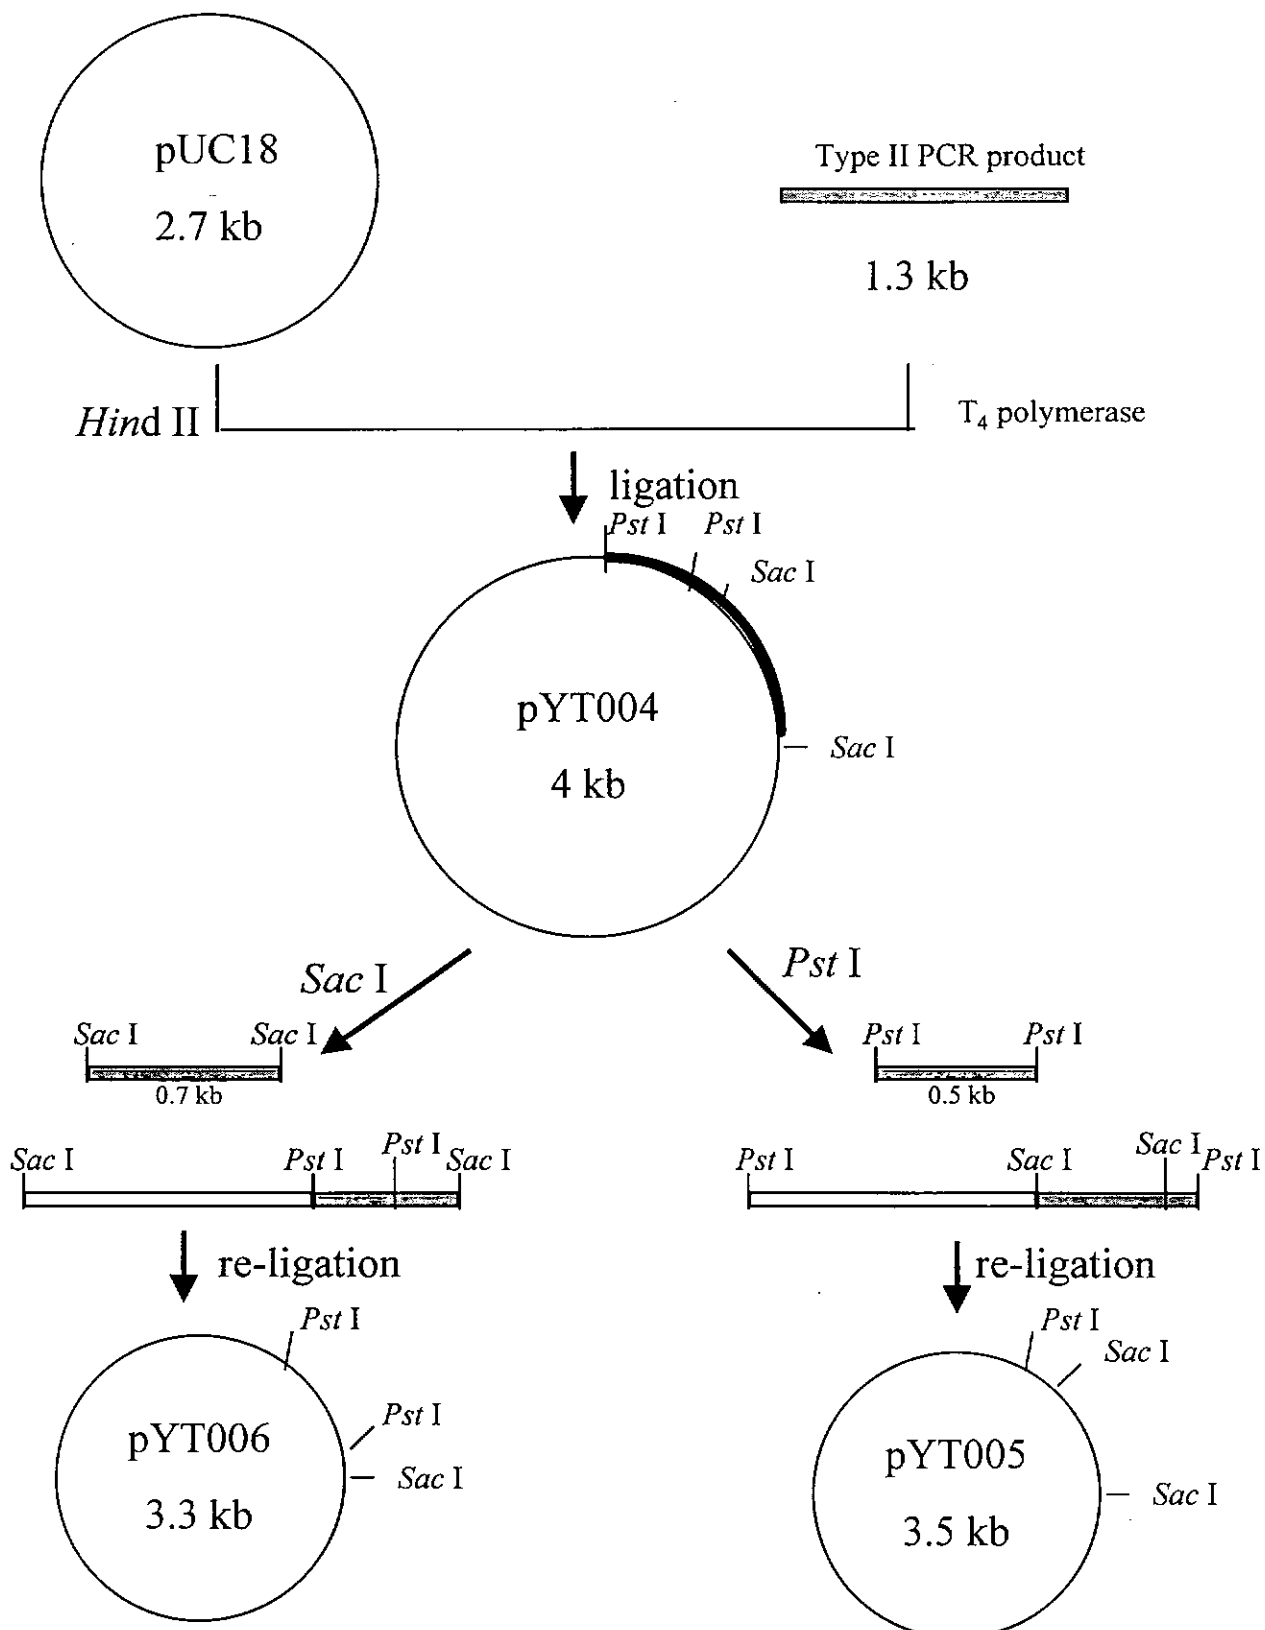 pUC18
2.7 kb
Type II PCR product
1.3 kb
Hind II
T4 polymerase
ligation
Pst I Pst I
Sac I
pYT004
4 kb
Sac I
Sac I
Pst I
Sac I Sac I
0.7 kb
Pst I Pst I
0.5 kb
Sac I Pst I Pst I Sac I
Pst I Sac I Sac I Pst I
re-ligation
re-ligation
Pst I
Pst I
Sac I
pYT006
3.3 kb
Pst I
Sac I
pYT005
3.5 kb
Sac I